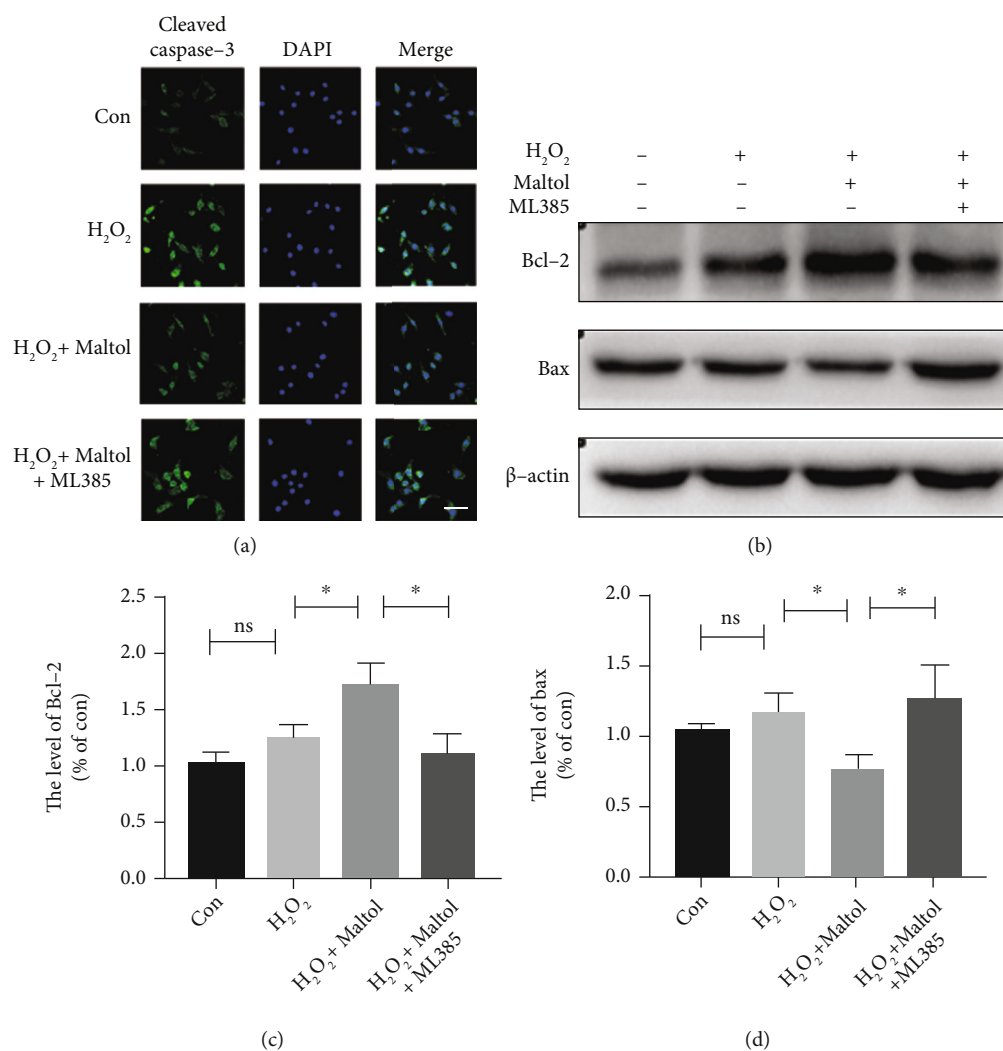 Cleaved
caspase–3
DAPI
Merge
Con
H₂O₂
H₂O₂+ Maltol
H₂O₂+ Maltol
+ ML385
(a)
H₂O₂ – + + +
Maltol – – + +
ML385 – – – +
Bcl–2
Bax
β–actin
(b)
The level of Bcl–2
(% of con)
2.5
2.0
1.5
1.0
0.5
0.0
ns
*
*
Con
H₂O₂
H₂O₂+ Maltol
H₂O₂+ Maltol
+ ML385
(c)
The level of bax
(% of con)
2.0
1.5
1.0
0.5
0.0
ns
*
*
Con
H₂O₂
H₂O₂+Maltol
H₂O₂+Maltol
+ML385
(d)